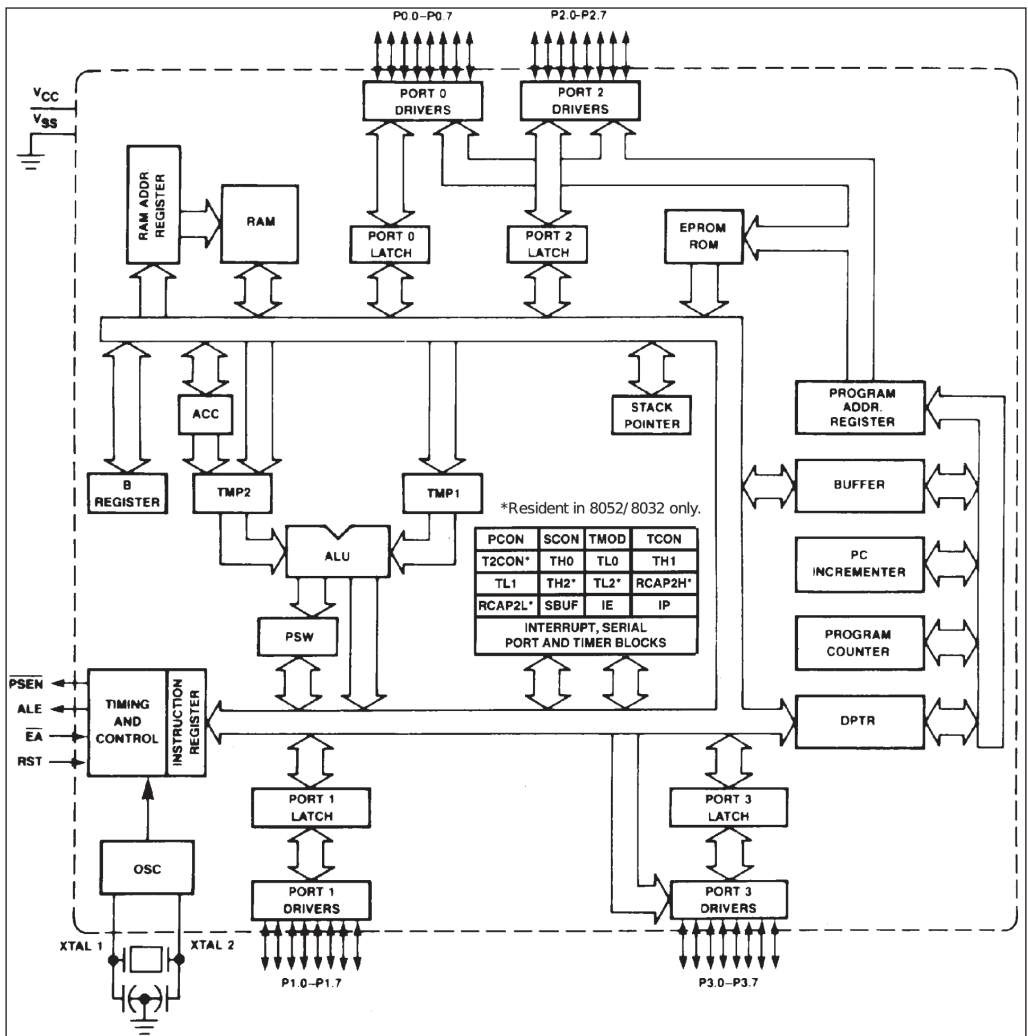 P0.0–P0.7
P2.0-P2.7
VCC
VSS
PORT 0
DRIVERS
PORT 2
DRIVERS
RAM ADDR
REGISTER
RAM
PORT 0
LATCH
PORT 2
LATCH
EPROM
ROM
ACC
STACK
POINTER
PROGRAM
ADDR.
REGISTER
B
REGISTER
TMP2
TMP1
BUFFER
*Resident in 8052/8032 only.
ALU
PCON SCON TMOD TCON
T2CON* TH0 TL0 TH1
TL1 TH2* TL2* RCAP2H*
RCAP2L* SBUF IE IP
INTERRUPT, SERIAL
PORT AND TIMER BLOCKS
PC
INCREMENTER
PSW
PROGRAM
COUNTER
PSEN
ALE
EA
RST
TIMING
AND
CONTROL
INSTRUCTION
REGISTER
DPTR
PORT 1
LATCH
PORT 3
LATCH
OSC
PORT 1
DRIVERS
PORT 3
DRIVERS
XTAL 1
XTAL 2
P1.0–P1.7
P3.0–P3.7